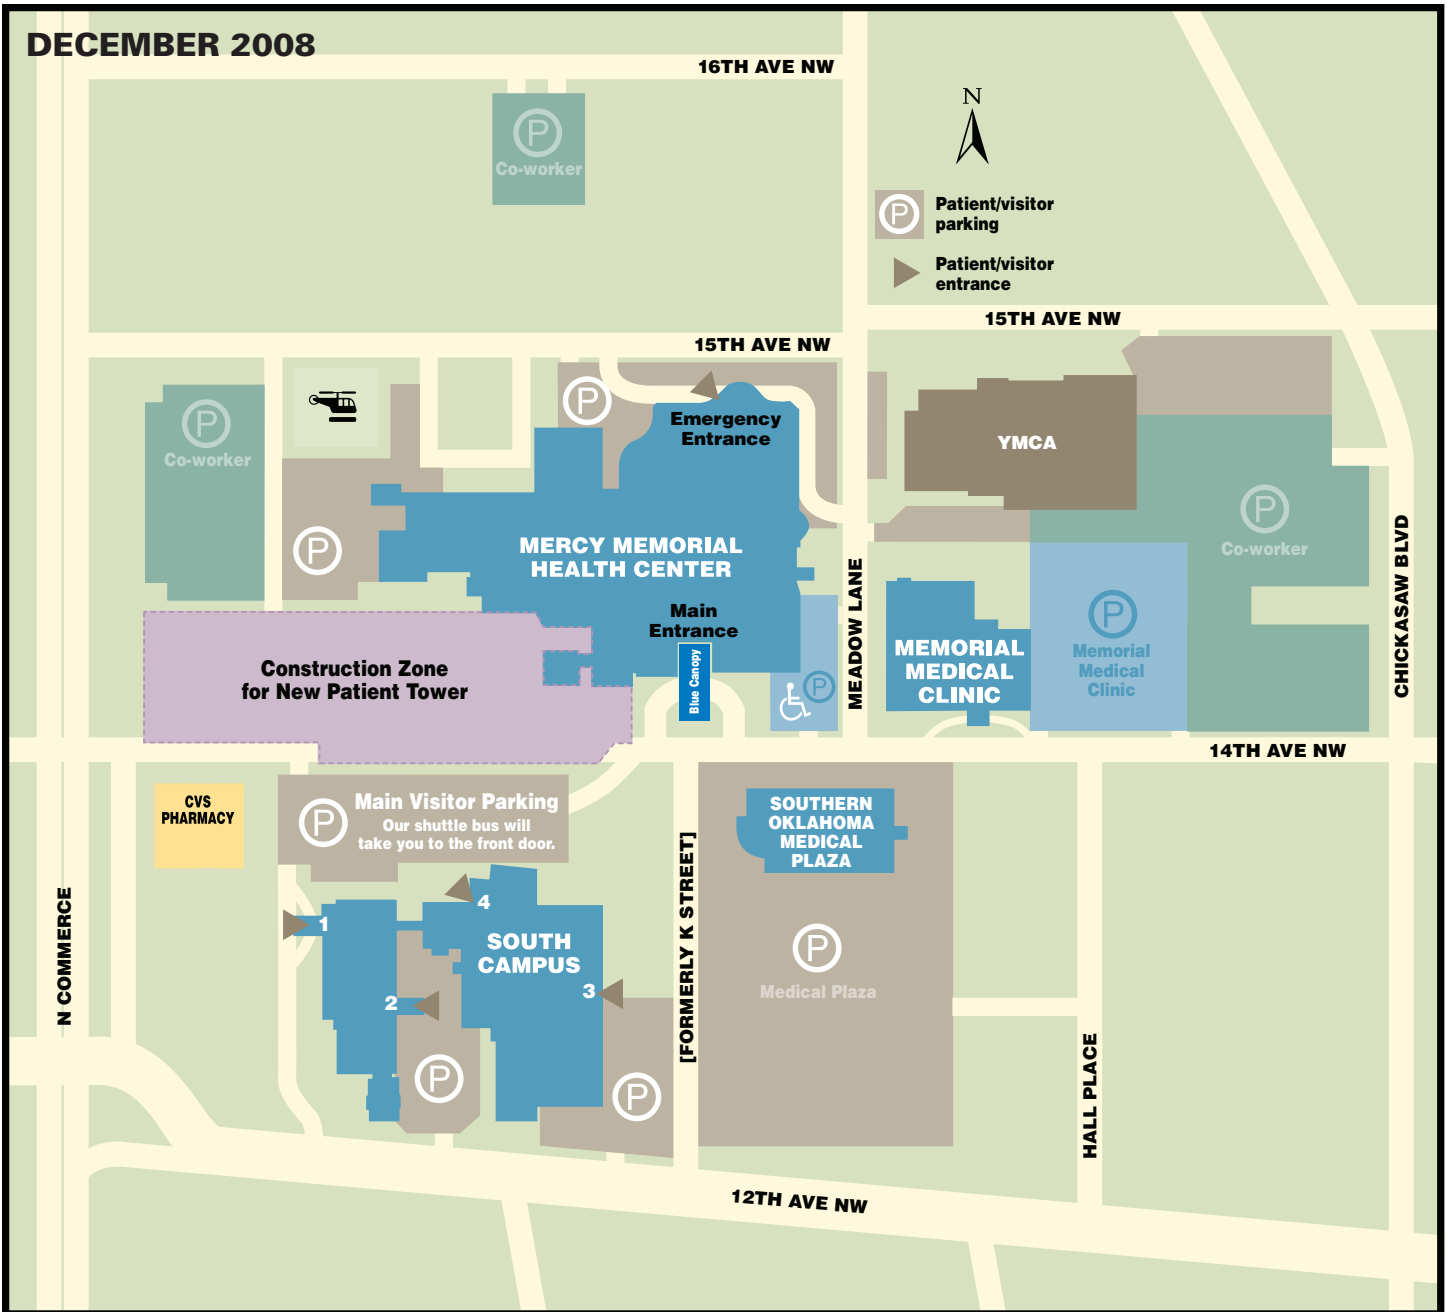 DECEMBER 2008
16TH AVE NW
N
P
Co-worker
P
Patient/visitor
parking
Patient/visitor
entrance
15TH AVE NW
15TH AVE NW
P
Co-worker
P
Emergency
Entrance
YMCA
P
Co-worker
P
MERCY MEMORIAL
HEALTH CENTER
Main
Entrance
Blue Canopy
MEADOW LANE
CHICKASAW BLVD
P
Memorial
Medical
Clinic
MEMORIAL
MEDICAL
CLINIC
P
Construction Zone
for New Patient Tower
14TH AVE NW
CVS
PHARMACY
P
Main Visitor Parking
Our shuttle bus will
take you to the front door.
SOUTHERN
OKLAHOMA
MEDICAL
PLAZA
[FORMERLY K STREET]
N COMMERCE
1
4
SOUTH
CAMPUS
2
3
P
Medical Plaza
P
P
HALL PLACE
12TH AVE NW